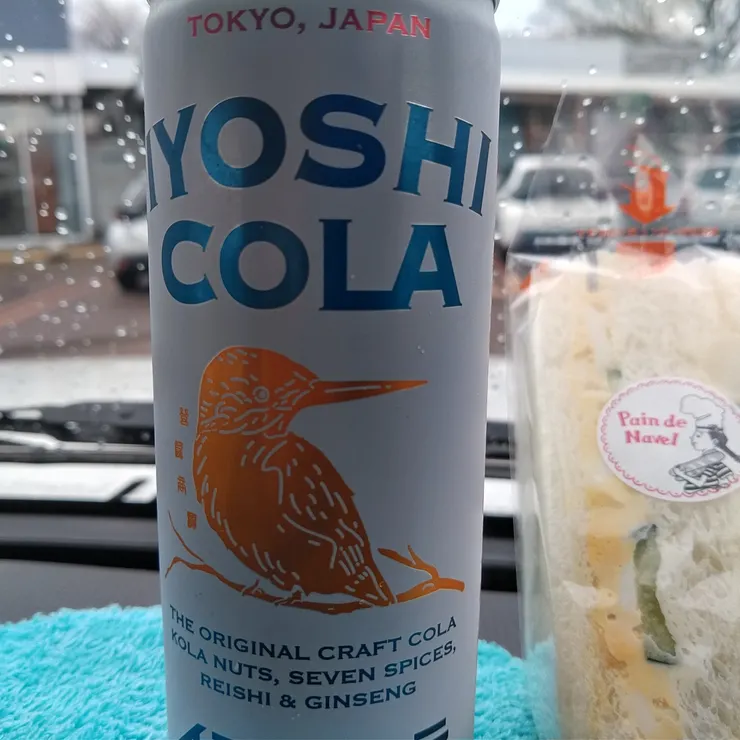 TOKYO, JAPAN
IYOSHI
COLA
THE ORIGINAL CRAFT COLA
KOLA NUTS, SEVEN SPICES,
REISHI & GINSENG
Pain de
Navel